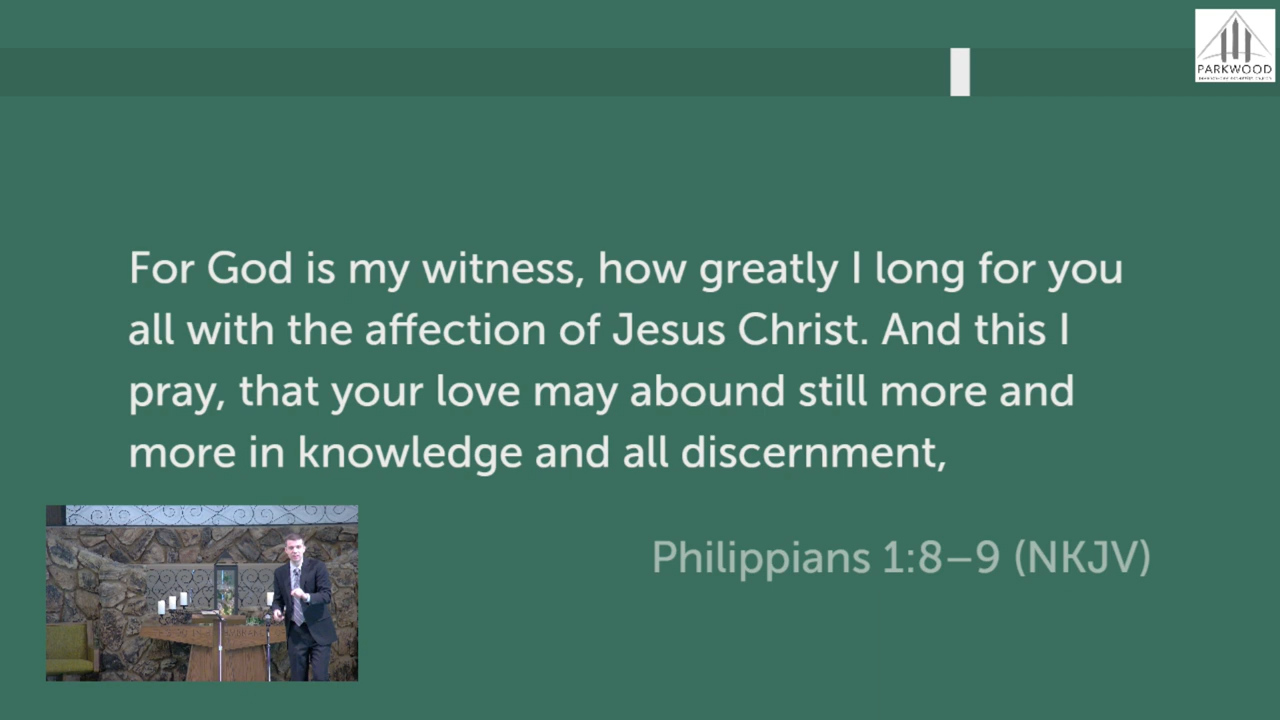 PARKWOOD
For God is my witness, how greatly I long for you
all with the affection of Jesus Christ. And this I
pray, that your love may abound still more and
more in knowledge and all discernment,
Philippians 1:8–9 (NKJV)